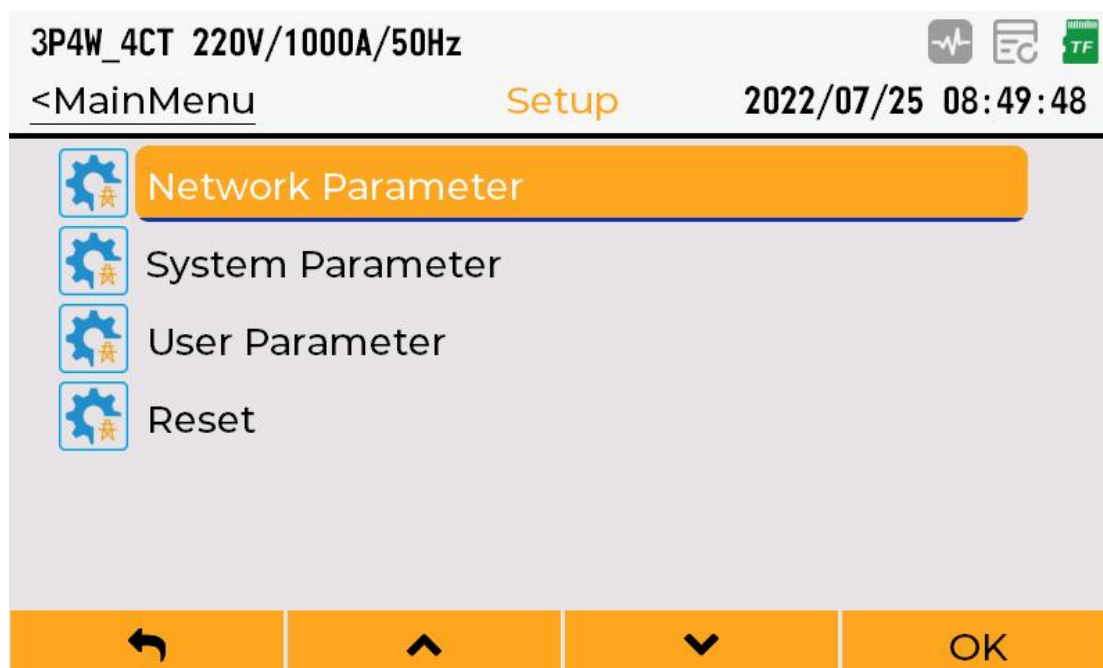 3P4W_4CT 220V/1000A/50Hz
TF
<MainMenu Setup 2022/07/25 08:49:48
Network Parameter
System Parameter
User Parameter
Reset
OK